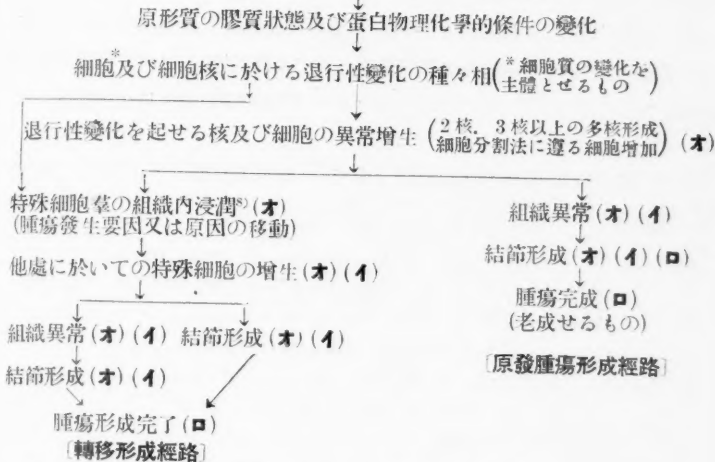 原形質の膠質狀態及び蛋白物理化學的條件の變化
細胞*及び細胞核に於ける退行性變化の種々相(*細胞質の變化を主體とせるもの)
退行性變化を起せる核及び細胞の異常增生(2核.3核以上の多核形成細胞分割法に遵る細胞增加)(オ)
特殊細胞羣の組織內浸潤⁸⁾(オ)
(腫瘍發生要因又は原因の移動)
他處に於いての特殊細胞の增生(オ)(イ)
組織異常(オ)(イ) 結節形成(オ)(イ)
結節形成(オ)(イ)
腫瘍形成完了(ロ)
[轉移形成經路]
組織異常(オ)(イ)
結節形成(オ)(イ)(ロ)
腫瘍完成(ロ)
(老成せるもの)
[原發腫瘍形成經路]